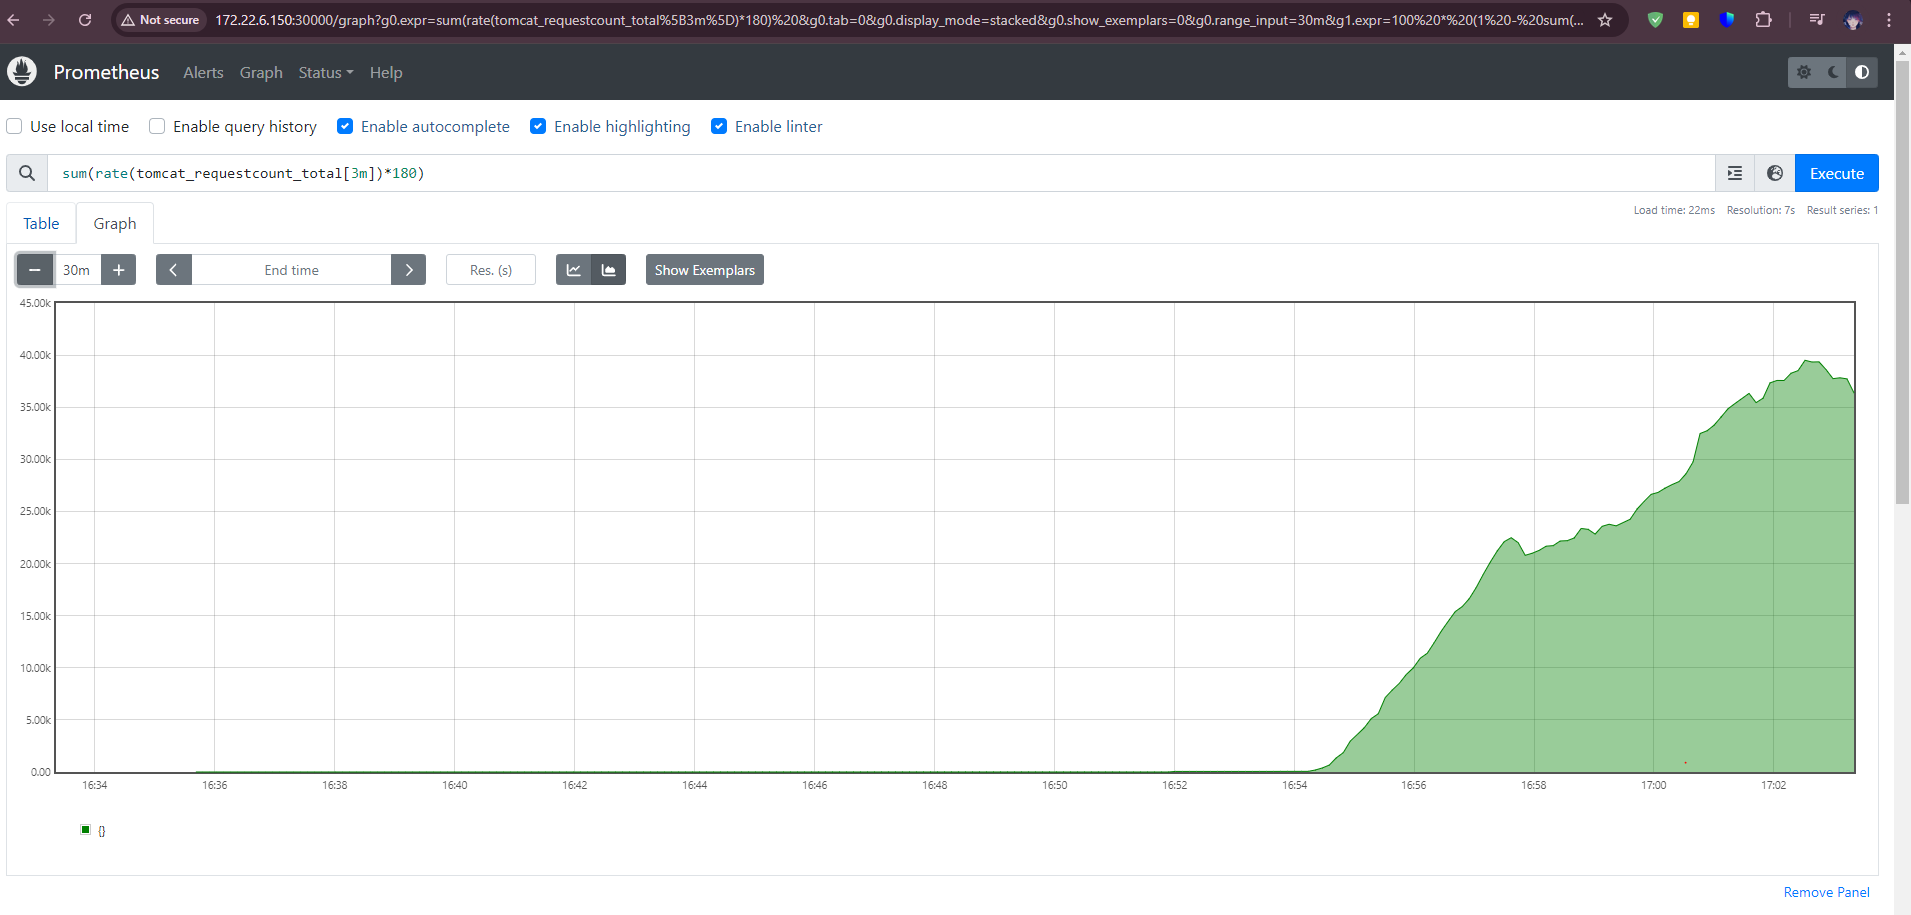 Not secure 172.22.6.150:30000/graph?g0.expr=sum(rate(tomcat_requestcount_total%5B3m%5D)*180)%20&g0.tab=0&g0.display_mode=stacked&g0.show_exemplars=0&g0.range_input=30m&g1.expr=100%20*%20(1%20-%20sum(...
Prometheus Alerts Graph Status Help
Use local time Enable query history Enable autocomplete Enable highlighting Enable linter
sum(rate(tomcat_requestcount_total[3m])*180) Execute
Table Graph Load time: 22ms Resolution: 7s Result series: 1
− 30m + End time Res. (s) Show Exemplars
45.00k
40.00k
35.00k
30.00k
25.00k
20.00k
15.00k
10.00k
5.00k
0.00
16:34 16:36 16:38 16:40 16:42 16:44 16:46 16:48 16:50 16:52 16:54 16:56 16:58 17:00 17:02
{}
Remove Panel